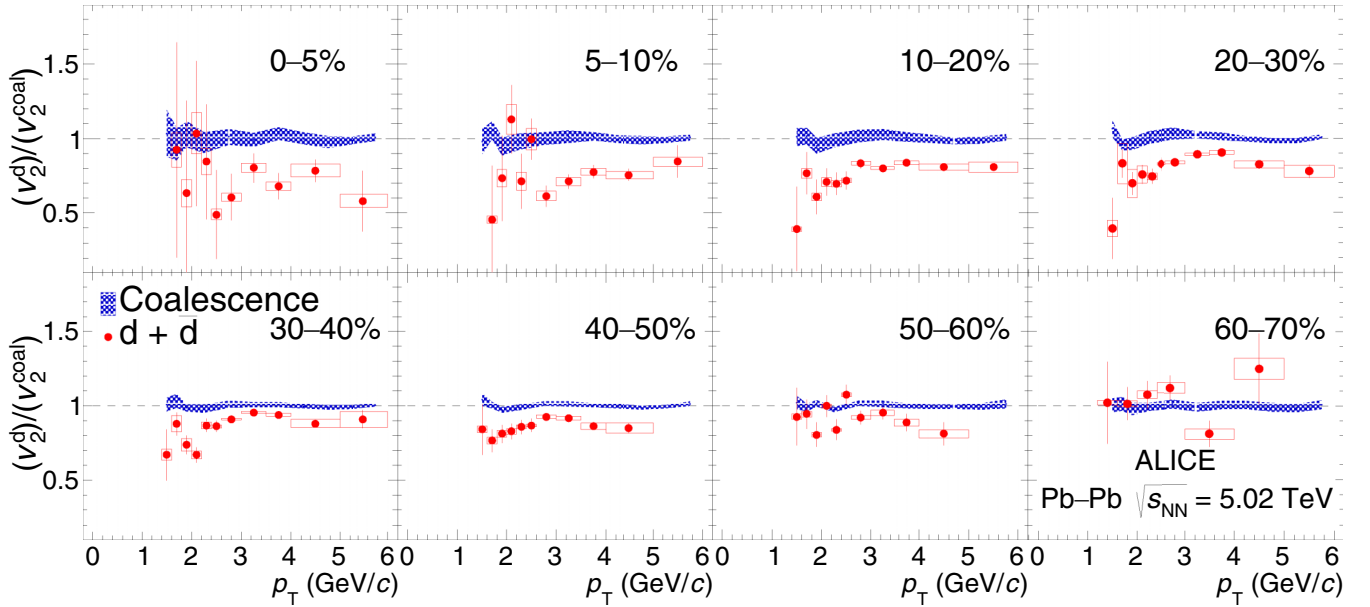 0–5%
5–10%
10–20%
20–30%
(v₂ᵈ)/(v₂ᶜᵒᵃˡ)
1.5
1
0.5
Coalescence
d + d̅
30–40%
40–50%
50–60%
60–70%
(v₂ᵈ)/(v₂ᶜᵒᵃˡ)
1.5
1
0.5
ALICE
Pb–Pb √sNN = 5.02 TeV
0 1 2 3 4 5 6 0 1 2 3 4 5 6 0 1 2 3 4 5 6 0 1 2 3 4 5 6
pT (GeV/c) pT (GeV/c) pT (GeV/c) pT (GeV/c)